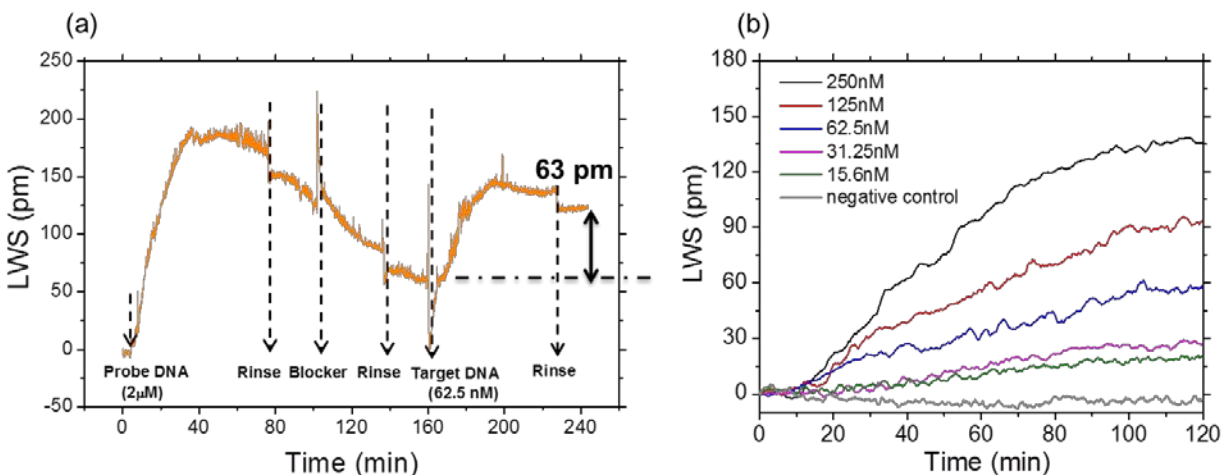 (a)
250
200
150
100
50
0
-50
LWS (pm)
63 pm
Probe DNA
(2μM)
Rinse Blocker Rinse Target DNA
(62.5 nM)
Rinse
0 40 80 120 160 200 240
Time (min)
(b)
180
150
120
90
60
30
0
LWS (pm)
250nM
125nM
62.5nM
31.25nM
15.6nM
negative control
0 20 40 60 80 100 120
Time (min)